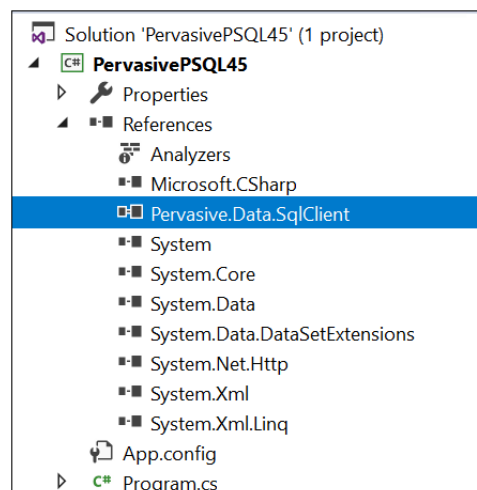 Solution 'PervasivePSQL45' (1 project)
C# PervasivePSQL45
Properties
References
Analyzers
Microsoft.CSharp
Pervasive.Data.SqlClient
System
System.Core
System.Data
System.Data.DataSetExtensions
System.Net.Http
System.Xml
System.Xml.Linq
App.config
C# Program.cs